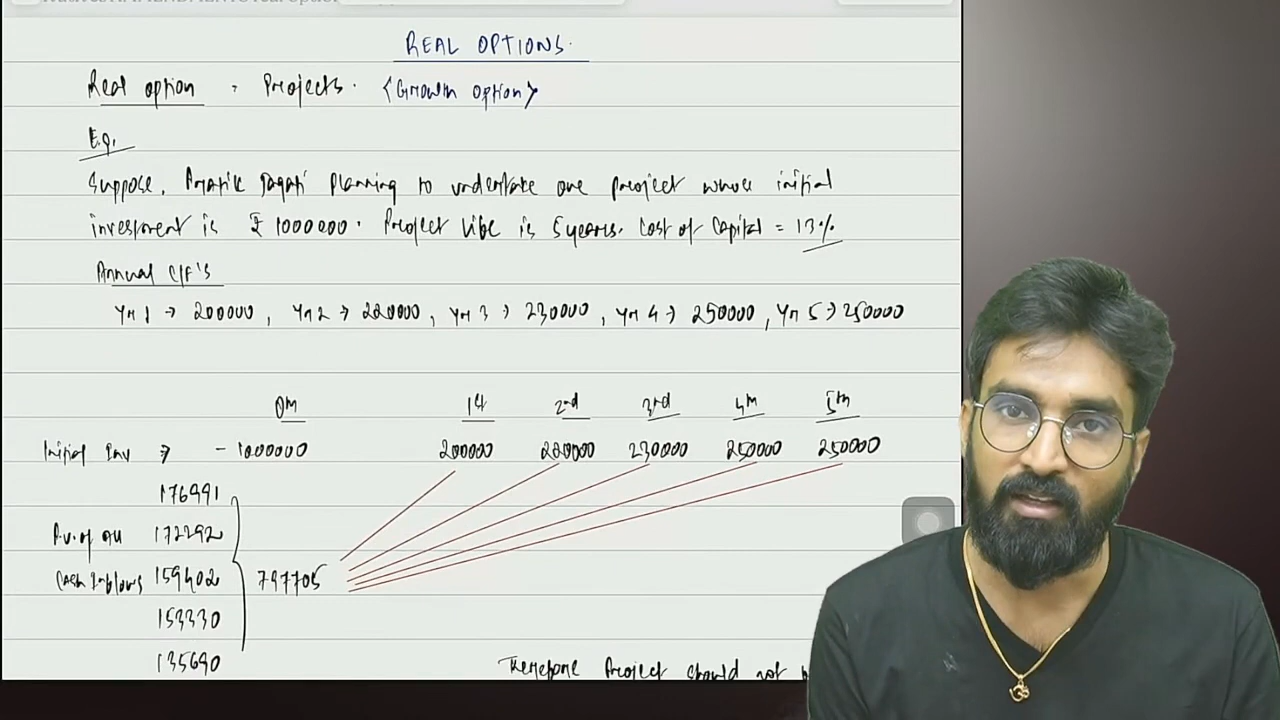 REAL OPTIONS.
Real option = Projects. <Growth option>
E.g.
Suppose, Pratik Jagati Planning to undertake one project whose initial
investment is ₹ 1000000. Project life is 5 years. Cost of Capital = 13%
Annual C/F's
Yr 1 → 200000, Yr 2 → 220000, Yr 3 → 230000, Yr 4 → 250000, Yr 5 → 250000
0th 1st 2nd 3rd 4th 5th
Initial Inv ⇒ - 1000000 200000 220000 230000 250000 250000
176991
P.V. of all 172292
Cash Inflows 159402 797705
153330
135690
Therefore Project should not